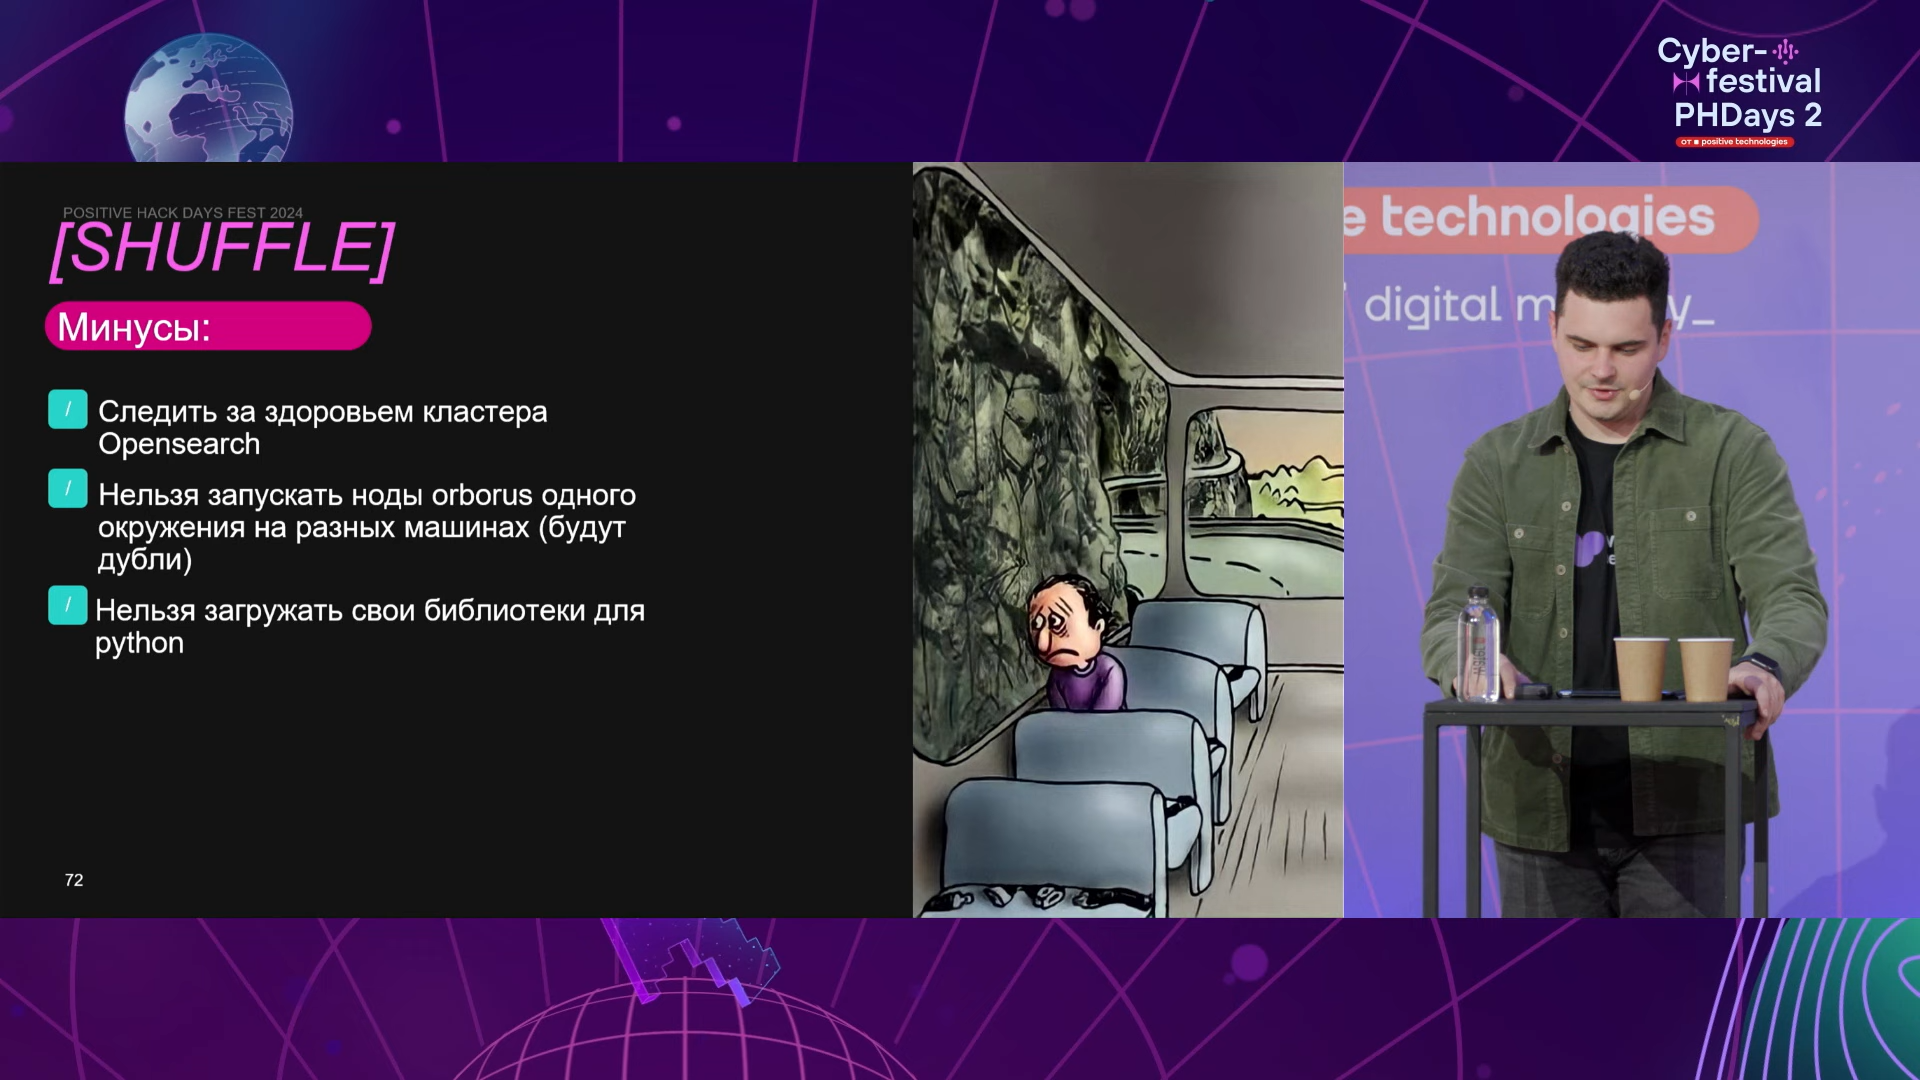 Cyber-
festival
PHDays 2
от positive technologies
POSITIVE HACK DAYS FEST 2024
[SHUFFLE]
Минусы:
/ Следить за здоровьем кластера
Opensearch
/ Нельзя запускать ноды orborus одного
окружения на разных машинах (будут
дубли)
/ Нельзя загружать свои библиотеки для
python
72
e technologies
digital m y_